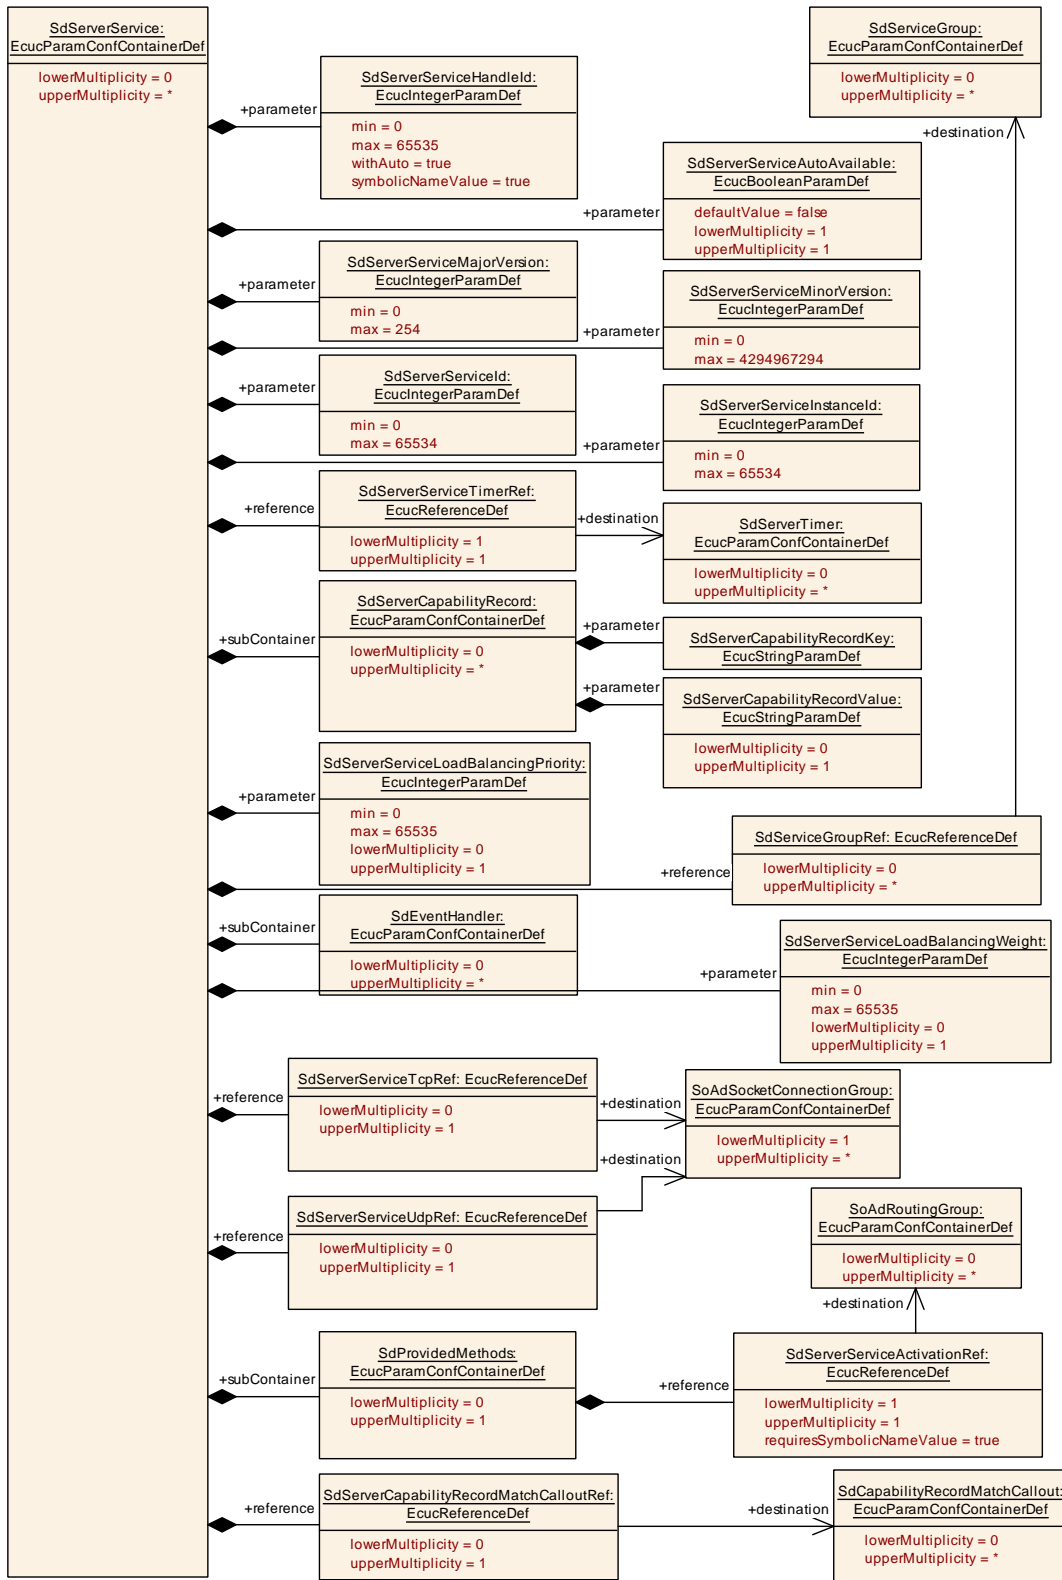 SdServerService:
EcucParamConfContainerDef
lowerMultiplicity = 0
upperMultiplicity = *
SdServiceGroup:
EcucParamConfContainerDef
lowerMultiplicity = 0
upperMultiplicity = *
+destination
+parameter
SdServerServiceHandleId:
EcucIntegerParamDef
min = 0
max = 65535
withAuto = true
symbolicNameValue = true
+parameter
SdServerServiceAutoAvailable:
EcucBooleanParamDef
defaultValue = false
lowerMultiplicity = 1
upperMultiplicity = 1
+parameter
SdServerServiceMajorVersion:
EcucIntegerParamDef
min = 0
max = 254
+parameter
SdServerServiceMinorVersion:
EcucIntegerParamDef
min = 0
max = 4294967294
+parameter
SdServerServiceId:
EcucIntegerParamDef
min = 0
max = 65534
+parameter
SdServerServiceInstanceId:
EcucIntegerParamDef
min = 0
max = 65534
+reference
SdServerServiceTimerRef:
EcucReferenceDef
lowerMultiplicity = 1
upperMultiplicity = 1
+destination
SdServerTimer:
EcucParamConfContainerDef
lowerMultiplicity = 0
upperMultiplicity = *
+subContainer
SdServerCapabilityRecord:
EcucParamConfContainerDef
lowerMultiplicity = 0
upperMultiplicity = *
+parameter
SdServerCapabilityRecordKey:
EcucStringParamDef
+parameter
SdServerCapabilityRecordValue:
EcucStringParamDef
lowerMultiplicity = 0
upperMultiplicity = 1
+parameter
SdServerServiceLoadBalancingPriority:
EcucIntegerParamDef
min = 0
max = 65535
lowerMultiplicity = 0
upperMultiplicity = 1
+reference
SdServiceGroupRef: EcucReferenceDef
lowerMultiplicity = 0
upperMultiplicity = *
+subContainer
SdEventHandler:
EcucParamConfContainerDef
lowerMultiplicity = 0
upperMultiplicity = *
+parameter
SdServerServiceLoadBalancingWeight:
EcucIntegerParamDef
min = 0
max = 65535
lowerMultiplicity = 0
upperMultiplicity = 1
+reference
SdServerServiceTcpRef: EcucReferenceDef
lowerMultiplicity = 0
upperMultiplicity = 1
+destination
SoAdSocketConnectionGroup:
EcucParamConfContainerDef
lowerMultiplicity = 1
upperMultiplicity = *
+destination
+reference
SdServerServiceUdpRef: EcucReferenceDef
lowerMultiplicity = 0
upperMultiplicity = 1
SoAdRoutingGroup:
EcucParamConfContainerDef
lowerMultiplicity = 0
upperMultiplicity = *
+destination
+subContainer
SdProvidedMethods:
EcucParamConfContainerDef
lowerMultiplicity = 0
upperMultiplicity = 1
+reference
SdServerServiceActivationRef:
EcucReferenceDef
lowerMultiplicity = 1
upperMultiplicity = 1
requiresSymbolicNameValue = true
+reference
SdServerCapabilityRecordMatchCalloutRef:
EcucReferenceDef
lowerMultiplicity = 0
upperMultiplicity = 1
+destination
SdCapabilityRecordMatchCallout:
EcucParamConfContainerDef
lowerMultiplicity = 0
upperMultiplicity = *